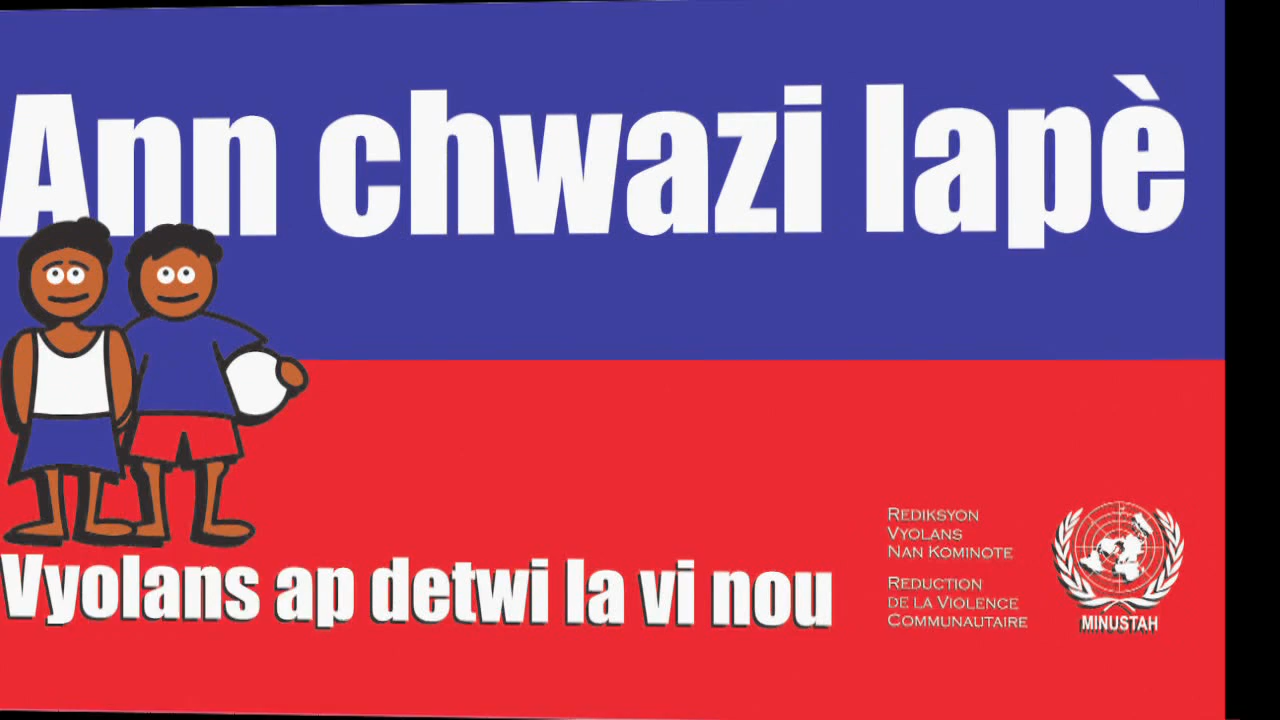 Ann chwazi lapè
Vyolans ap detwi la vi nou
REDIKSYON
VYOLANS
NAN KOMINOTE
REDUCTION
DE LA VIOLENCE
COMMUNAUTAIRE
MINUSTAH